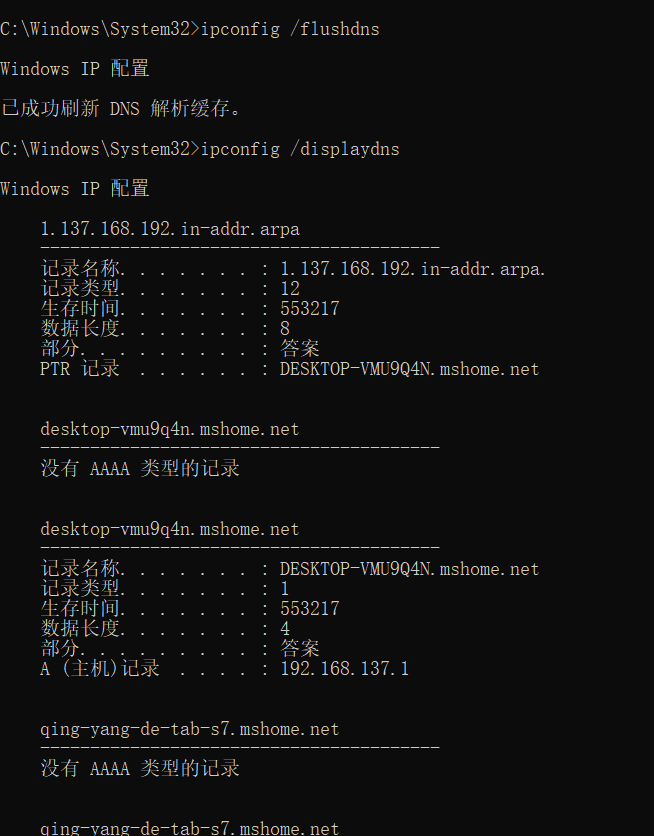 C:\Windows\System32>ipconfig /flushdns
Windows IP 配置
已成功刷新 DNS 解析缓存。
C:\Windows\System32>ipconfig /displaydns
Windows IP 配置
1.137.168.192.in-addr.arpa
----------------------------------------
记录名称. . . . . . . : 1.137.168.192.in-addr.arpa.
记录类型. . . . . . . : 12
生存时间. . . . . . . : 553217
数据长度. . . . . . . : 8
部分. . . . . . . . . : 答案
PTR 记录  . . . . . . : DESKTOP-VMU9Q4N.mshome.net
desktop-vmu9q4n.mshome.net
----------------------------------------
没有 AAAA 类型的记录
desktop-vmu9q4n.mshome.net
----------------------------------------
记录名称. . . . . . . : DESKTOP-VMU9Q4N.mshome.net
记录类型. . . . . . . : 1
生存时间. . . . . . . : 553217
数据长度. . . . . . . : 4
部分. . . . . . . . . : 答案
A (主机)记录  . . . . : 192.168.137.1
qing-yang-de-tab-s7.mshome.net
----------------------------------------
没有 AAAA 类型的记录
qing-yang-de-tab-s7.mshome.net